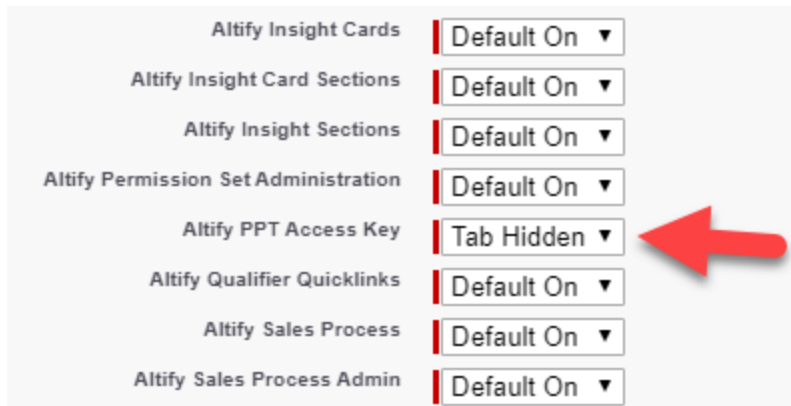 Altify Insight Cards Default On
Altify Insight Card Sections Default On
Altify Insight Sections Default On
Altify Permission Set Administration Default On
Altify PPT Access Key Tab Hidden
Altify Qualifier Quicklinks Default On
Altify Sales Process Default On
Altify Sales Process Admin Default On